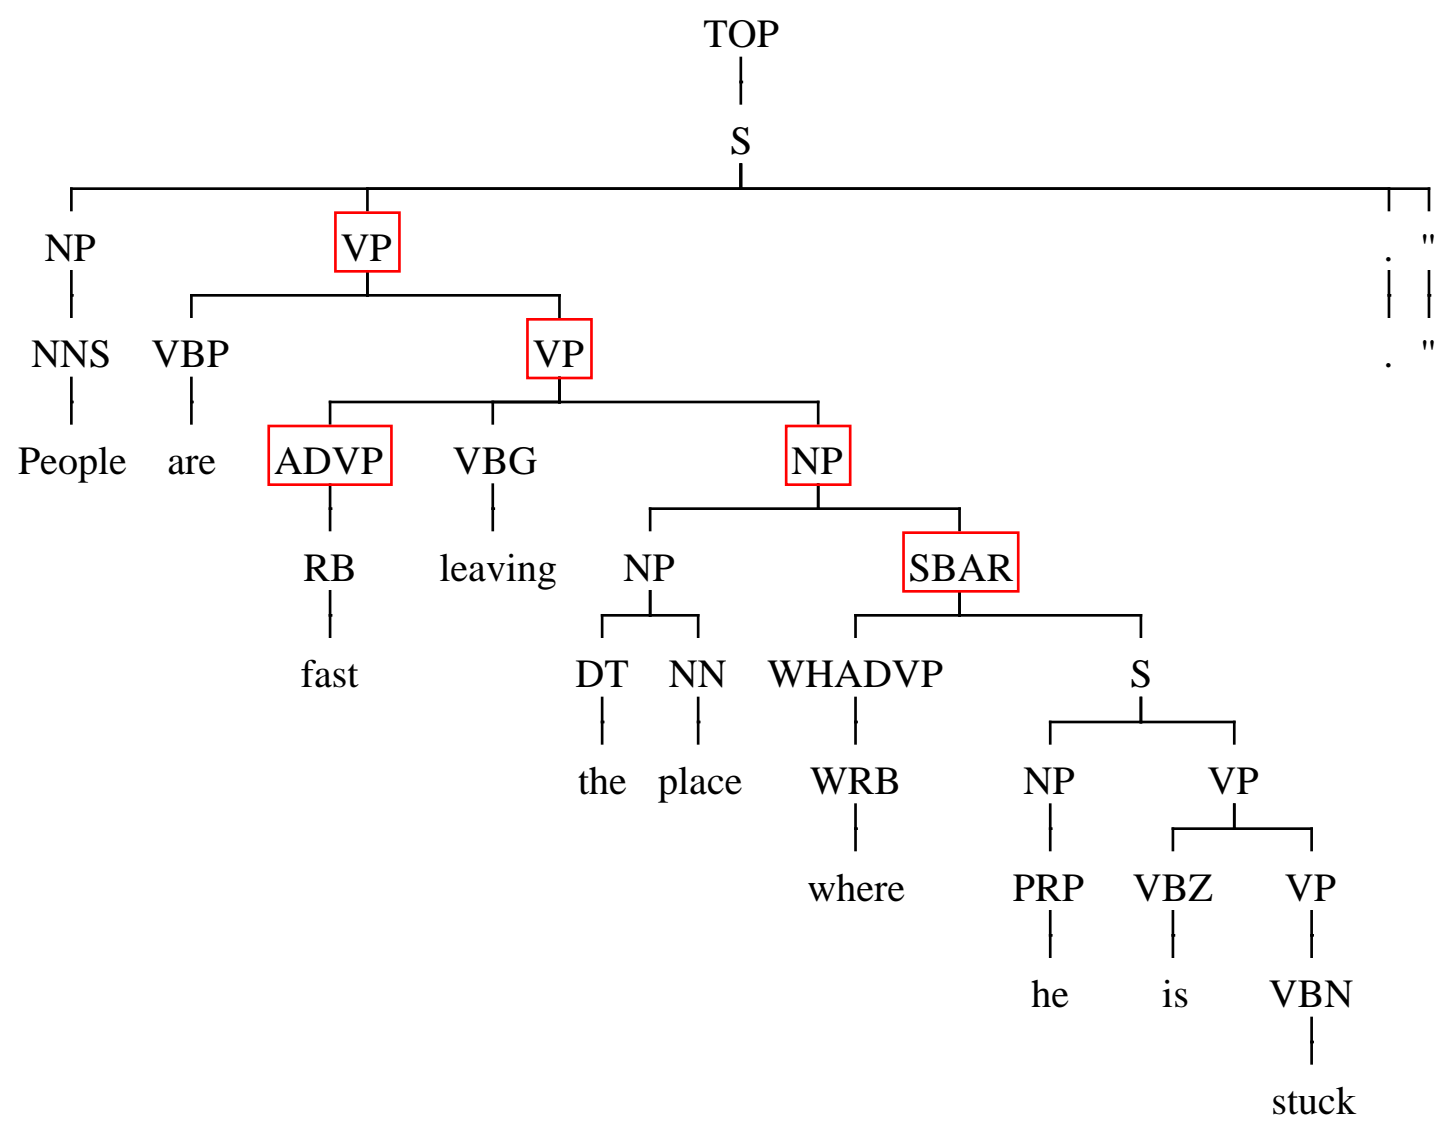 TOP
S
NP VP . "
NNS VBP VP . "
People are ADVP VBG NP
RB leaving NP SBAR
fast DT NN WHADVP S
the place WRB NP VP
where PRP VBZ VP
he is VBN
stuck